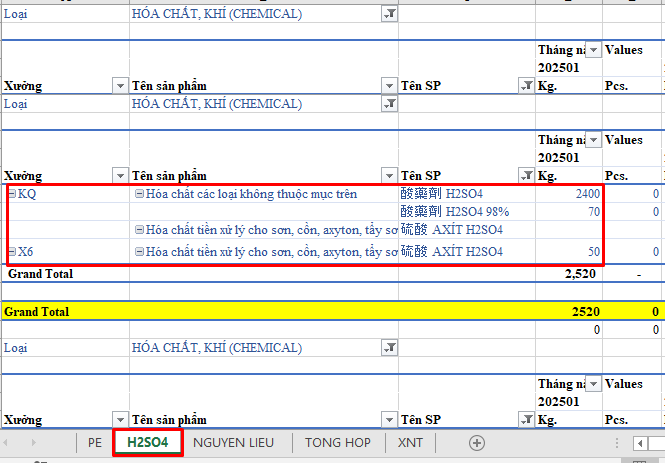 Loại HÓA CHẤT, KHÍ (CHEMICAL)
Tháng nă Values
202501
Xưởng Tên sản phẩm Tên SP Kg. Pcs.
Loại HÓA CHẤT, KHÍ (CHEMICAL)
Tháng nă Values
202501
Xưởng Tên sản phẩm Tên SP Kg. Pcs.
KQ Hóa chất các loại không thuộc mục trên 酸藥劑 H2SO4 2400 0
酸藥劑 H2SO4 98% 70 0
Hóa chất tiền xử lý cho sơn, cồn, axyton, tẩy sơ 硫酸 AXÍT H2SO4
X6 Hóa chất tiền xử lý cho sơn, cồn, axyton, tẩy sơ 硫酸 AXÍT H2SO4 50 0
Grand Total 2,520 -
Grand Total 2520 0
0 0
Loại HÓA CHẤT, KHÍ (CHEMICAL)
Tháng nă Values
202501
Xưởng Tên sản phẩm Tên SP Kg. Pcs.
PE H2SO4 NGUYEN LIEU TONG HOP XNT